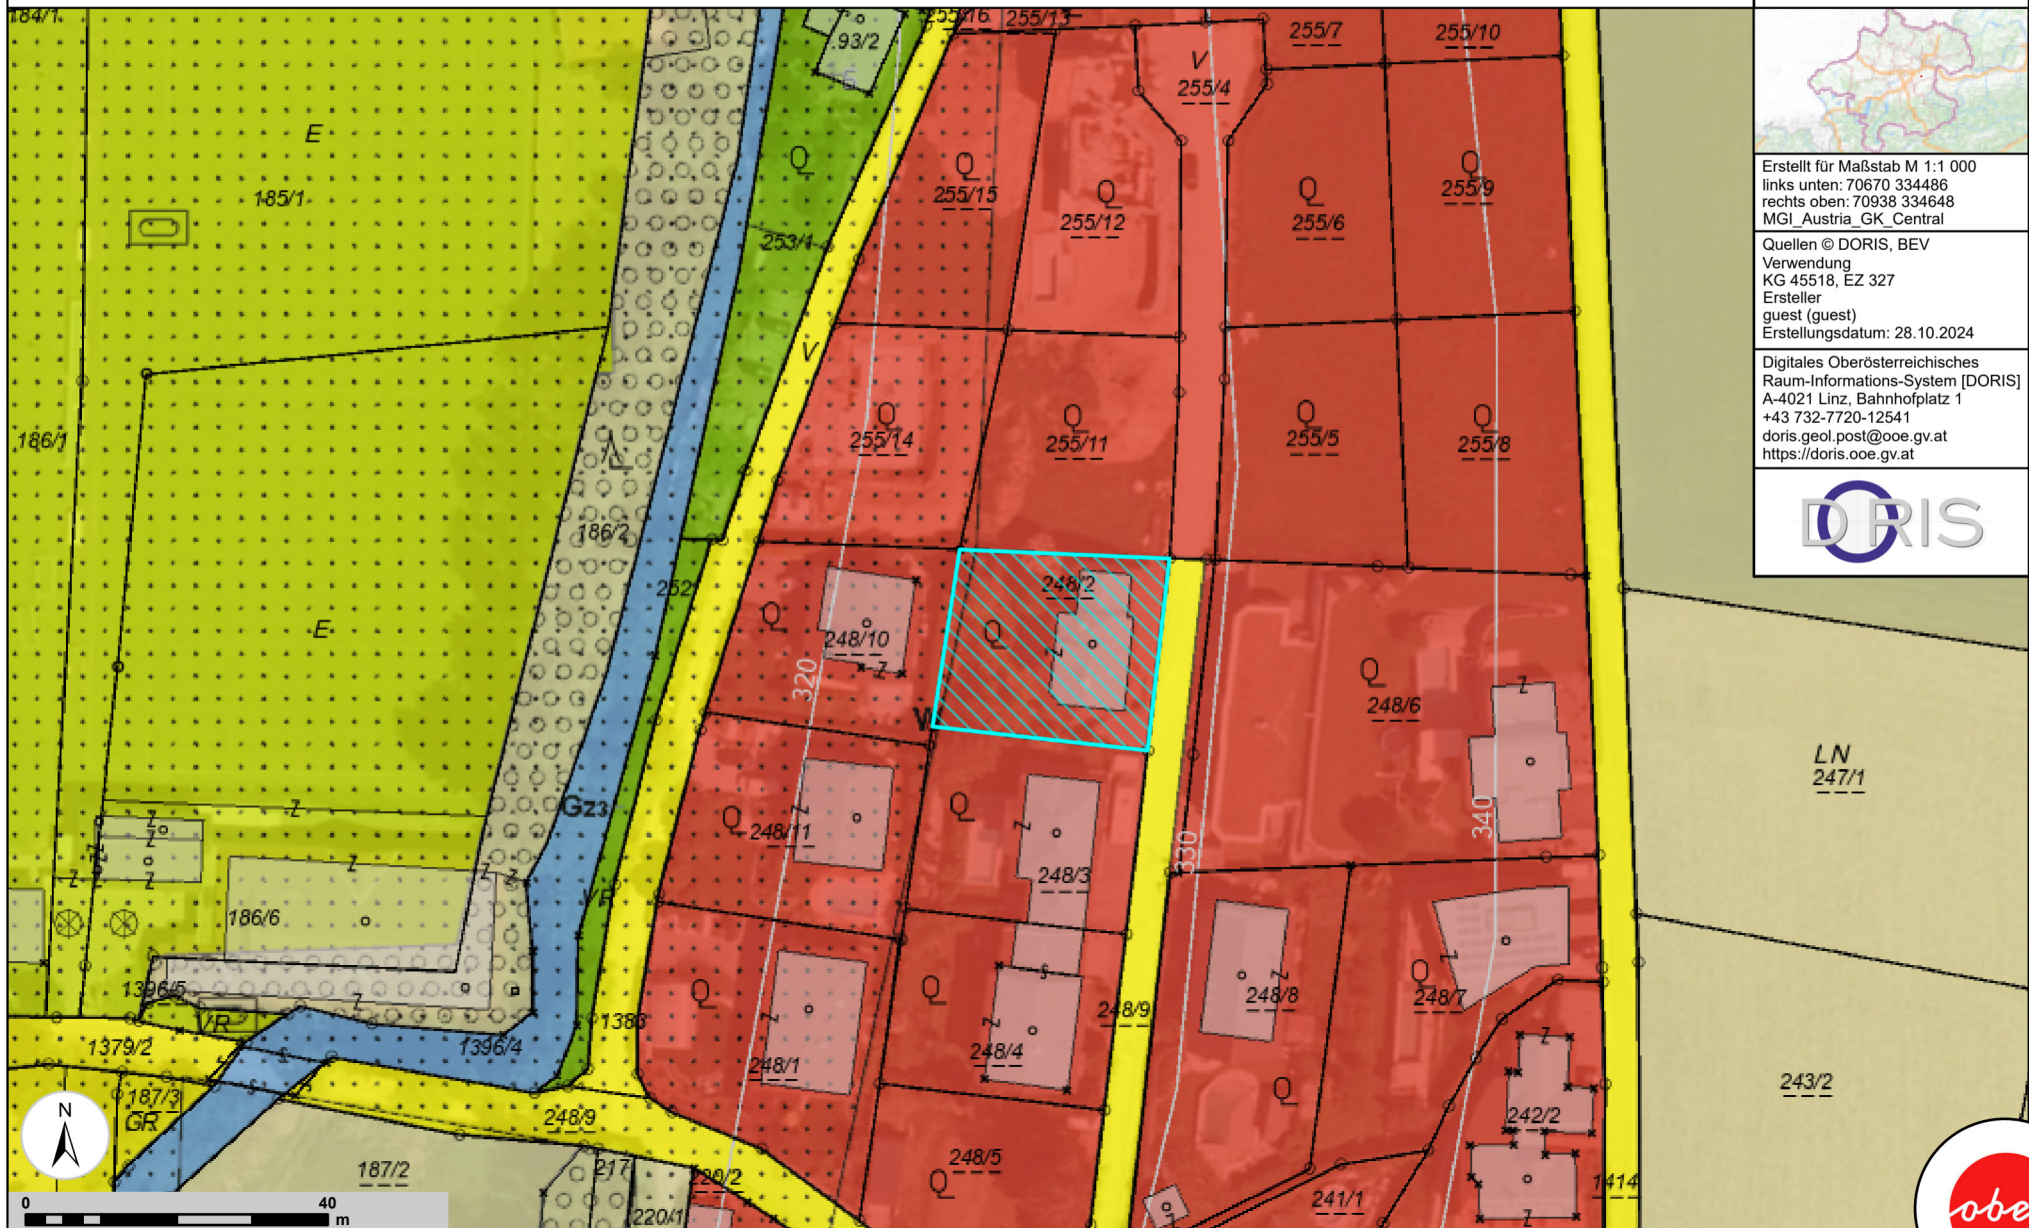 184/1
.93/2
255/16
255/13
V
255/4
255/7
255/10
E
185/1
Q
253/1
Q
255/15
Q
255/12
Q
255/6
Q
255/9
V
186/1
Q
255/14
Q
255/11
Q
255/5
Q
255/8
186/2
252
E
Q
248/10
Z
320
248/2
Q
Z
Q
248/6
Z
LN
247/1
Gz3
Z
Q
248/11
Z
Q
Z
248/3
330
340
VR
186/6
Z
Z
Z
Z
1396/5
VR
1379/2
187/3
GR
1396/4
1383
248/9
187/2
217
220/1
Q
Z
248/1
Q
Z
248/4
S
248/9
Q
248/5
Z
248/8
Q
248/7
Z
Q
Z
242/2
Z
241/1
1414
243/2
N
0 40
m
Erstellt für Maßstab M 1:1 000
links unten: 70670 334486
rechts oben: 70938 334648
MGI_Austria_GK_Central
Quellen © DORIS, BEV
Verwendung
KG 45518, EZ 327
Ersteller
guest (guest)
Erstellungsdatum: 28.10.2024
Digitales Oberösterreichisches
Raum-Informations-System [DORIS]
A-4021 Linz, Bahnhofplatz 1
+43 732-7720-12541
doris.geol.post@ooe.gv.at
https://doris.ooe.gv.at
DORIS
obe